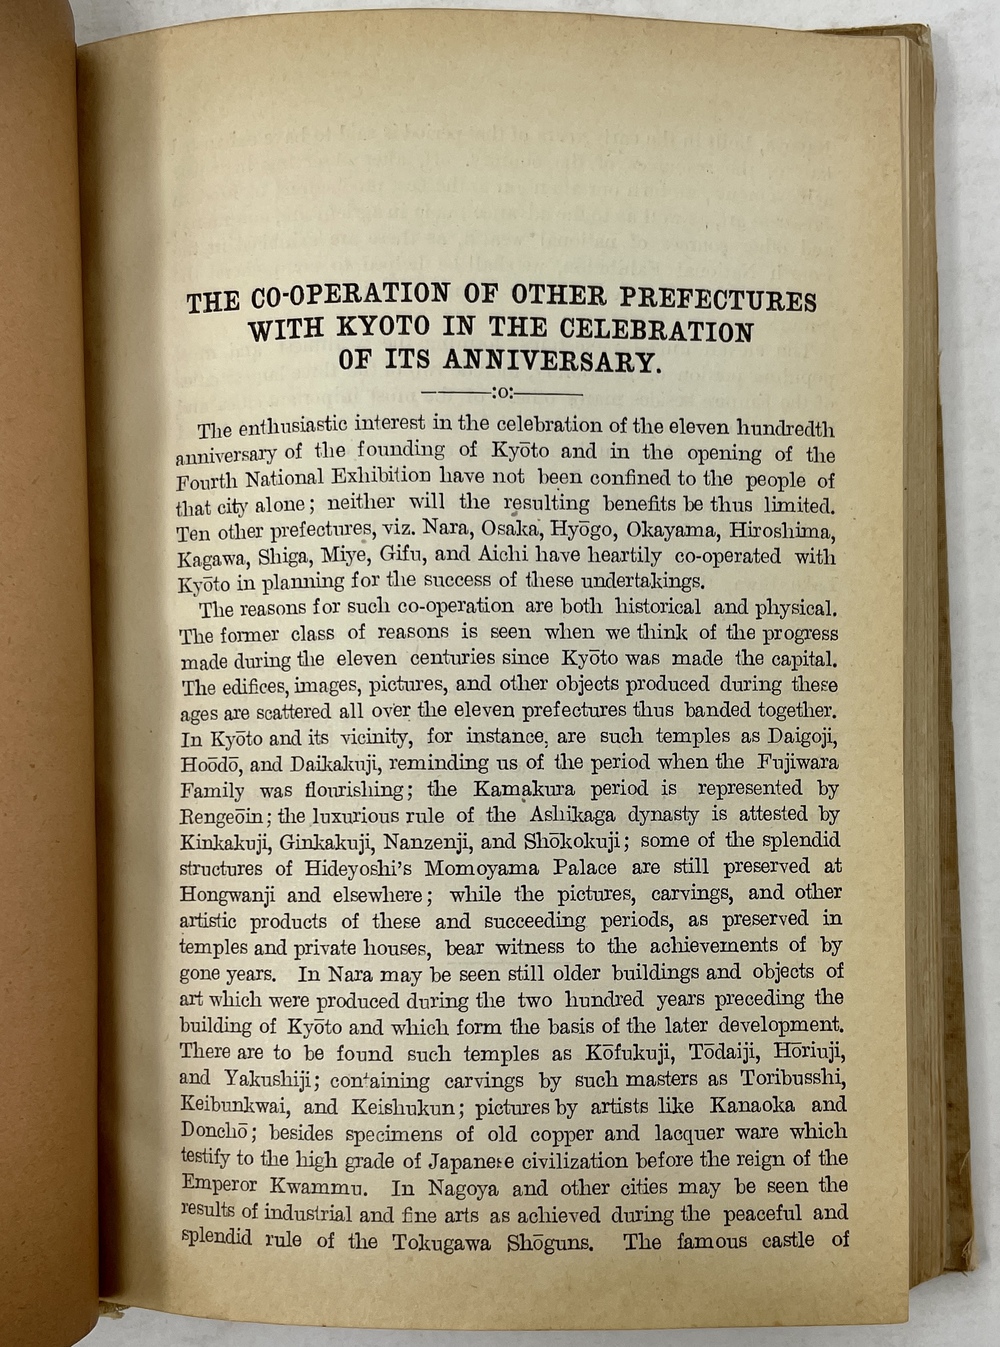 THE CO-OPERATION OF OTHER PREFECTURES
WITH KYOTO IN THE CELEBRATION
OF ITS ANNIVERSARY.
:o:
The enthusiastic interest in the celebration of the eleven hundredth
anniversary of the founding of Kyōto and in the opening of the
Fourth National Exhibition have not been confined to the people of
that city alone; neither will the resulting benefits be thus limited.
Ten other prefectures, viz. Nara, Osaka, Hyōgo, Okayama, Hiroshima,
Kagawa, Shiga, Miye, Gifu, and Aichi have heartily co-operated with
Kyōto in planning for the success of these undertakings.
The reasons for such co-operation are both historical and physical.
The former class of reasons is seen when we think of the progress
made during the eleven centuries since Kyōto was made the capital.
The edifices, images, pictures, and other objects produced during these
ages are scattered all over the eleven prefectures thus banded together.
In Kyōto and its vicinity, for instance, are such temples as Daigoji,
Hoōdō, and Daikakuji, reminding us of the period when the Fujiwara
Family was flourishing; the Kamakura period is represented by
Rengeōin; the luxurious rule of the Ashikaga dynasty is attested by
Kinkakuji, Ginkakuji, Nanzenji, and Shōkokuji; some of the splendid
structures of Hideyoshi's Momoyama Palace are still preserved at
Hongwanji and elsewhere; while the pictures, carvings, and other
artistic products of these and succeeding periods, as preserved in
temples and private houses, bear witness to the achievements of by
gone years. In Nara may be seen still older buildings and objects of
art which were produced during the two hundred years preceding the
building of Kyōto and which form the basis of the later development.
There are to be found such temples as Kōfukuji, Tōdaiji, Hōriuji,
and Yakushiji; containing carvings by such masters as Toribusshi,
Keibunkwai, and Keishukun; pictures by artists like Kanaoka and
Donchō; besides specimens of old copper and lacquer ware which
testify to the high grade of Japanese civilization before the reign of the
Emperor Kwammu. In Nagoya and other cities may be seen the
results of industrial and fine arts as achieved during the peaceful and
splendid rule of the Tokugawa Shōguns. The famous castle of